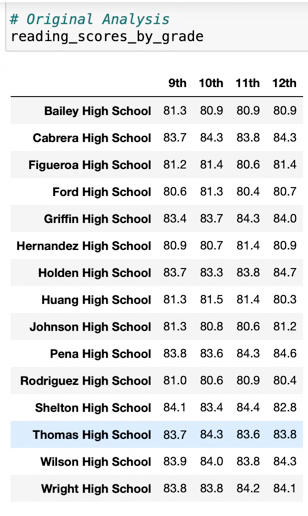 # Original Analysis
reading_scores_by_grade
9th 10th 11th 12th
Bailey High School 81.3 80.9 80.9 80.9
Cabrera High School 83.7 84.3 83.8 84.3
Figueroa High School 81.2 81.4 80.6 81.4
Ford High School 80.6 81.3 80.4 80.7
Griffin High School 83.4 83.7 84.3 84.0
Hernandez High School 80.9 80.7 81.4 80.9
Holden High School 83.7 83.3 83.8 84.7
Huang High School 81.3 81.5 81.4 80.3
Johnson High School 81.3 80.8 80.6 81.2
Pena High School 83.8 83.6 84.3 84.6
Rodriguez High School 81.0 80.6 80.9 80.4
Shelton High School 84.1 83.4 84.4 82.8
Thomas High School 83.7 84.3 83.6 83.8
Wilson High School 83.9 84.0 83.8 84.3
Wright High School 83.8 83.8 84.2 84.1